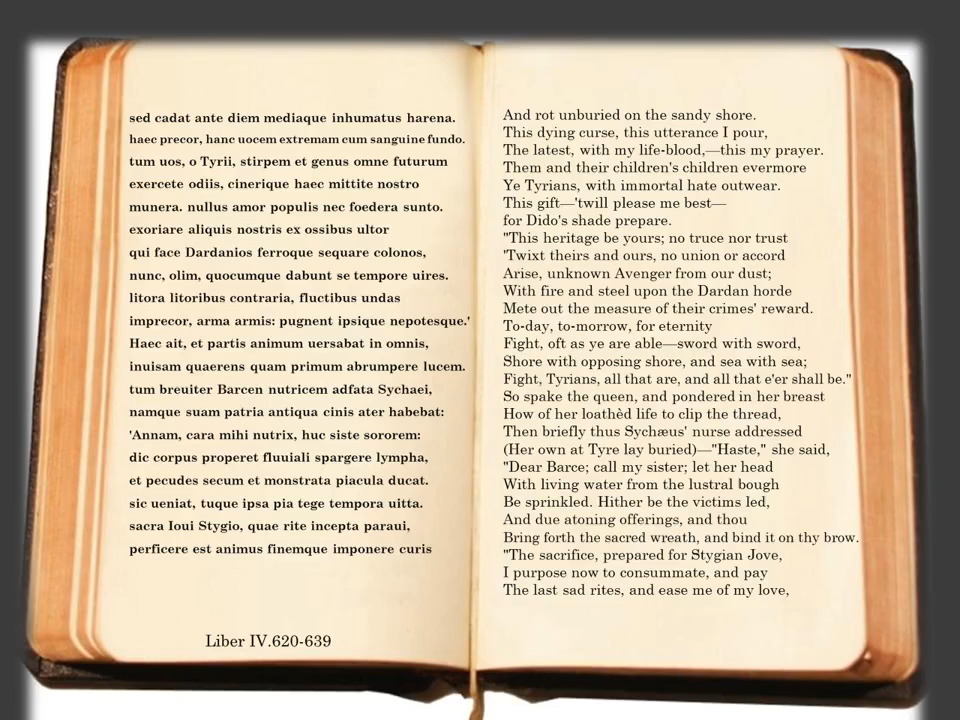 sed cadat ante diem mediaque inhumatus harena.
haec precor, hanc uocem extremam cum sanguine fundo.
tum uos, o Tyrii, stirpem et genus omne futurum
exercete odiis, cinerique haec mittite nostro
munera. nullus amor populis nec foedera sunto.
exoriare aliquis nostris ex ossibus ultor
qui face Dardanios ferroque sequare colonos,
nunc, olim, quocumque dabunt se tempore uires.
litora litoribus contraria, fluctibus undas
imprecor, arma armis: pugnent ipsique nepotesque.'
Haec ait, et partis animum uersabat in omnis,
inuisam quaerens quam primum abrumpere lucem.
tum breuiter Barcen nutricem adfata Sychaei,
namque suam patria antiqua cinis ater habebat:
'Annam, cara mihi nutrix, huc siste sororem:
dic corpus properet fluuiali spargere lympha,
et pecudes secum et monstrata piacula ducat.
sic ueniat, tuque ipsa pia tege tempora uitta.
sacra Ioui Stygio, quae rite incepta paraui,
perficere est animus finemque imponere curis
Liber IV.620-639
And rot unburied on the sandy shore.
This dying curse, this utterance I pour,
The latest, with my life-blood,—this my prayer.
Them and their children's children evermore
Ye Tyrians, with immortal hate outwear.
This gift—'twill please me best—
for Dido's shade prepare.
"This heritage be yours; no truce nor trust
'Twixt theirs and ours, no union or accord
Arise, unknown Avenger from our dust;
With fire and steel upon the Dardan horde
Mete out the measure of their crimes' reward.
To-day, to-morrow, for eternity
Fight, oft as ye are able—sword with sword,
Shore with opposing shore, and sea with sea;
Fight, Tyrians, all that are, and all that e'er shall be."
So spake the queen, and pondered in her breast
How of her loathèd life to clip the thread,
Then briefly thus Sychæus' nurse addressed
(Her own at Tyre lay buried)—"Haste," she said,
"Dear Barce; call my sister; let her head
With living water from the lustral bough
Be sprinkled. Hither be the victims led,
And due atoning offerings, and thou
Bring forth the sacred wreath, and bind it on thy brow.
"The sacrifice, prepared for Stygian Jove,
I purpose now to consummate, and pay
The last sad rites, and ease me of my love,